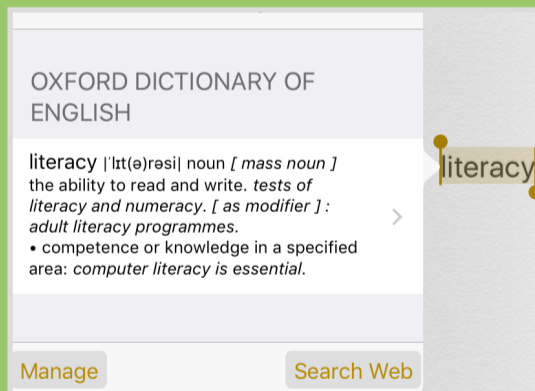 OXFORD DICTIONARY OF
ENGLISH
literacy |ˈlɪt(ə)rəsi| noun [ mass noun ]
the ability to read and write. tests of
literacy and numeracy. [ as modifier ] :
adult literacy programmes.
• competence or knowledge in a specified
area: computer literacy is essential.
literacy
Manage
Search Web